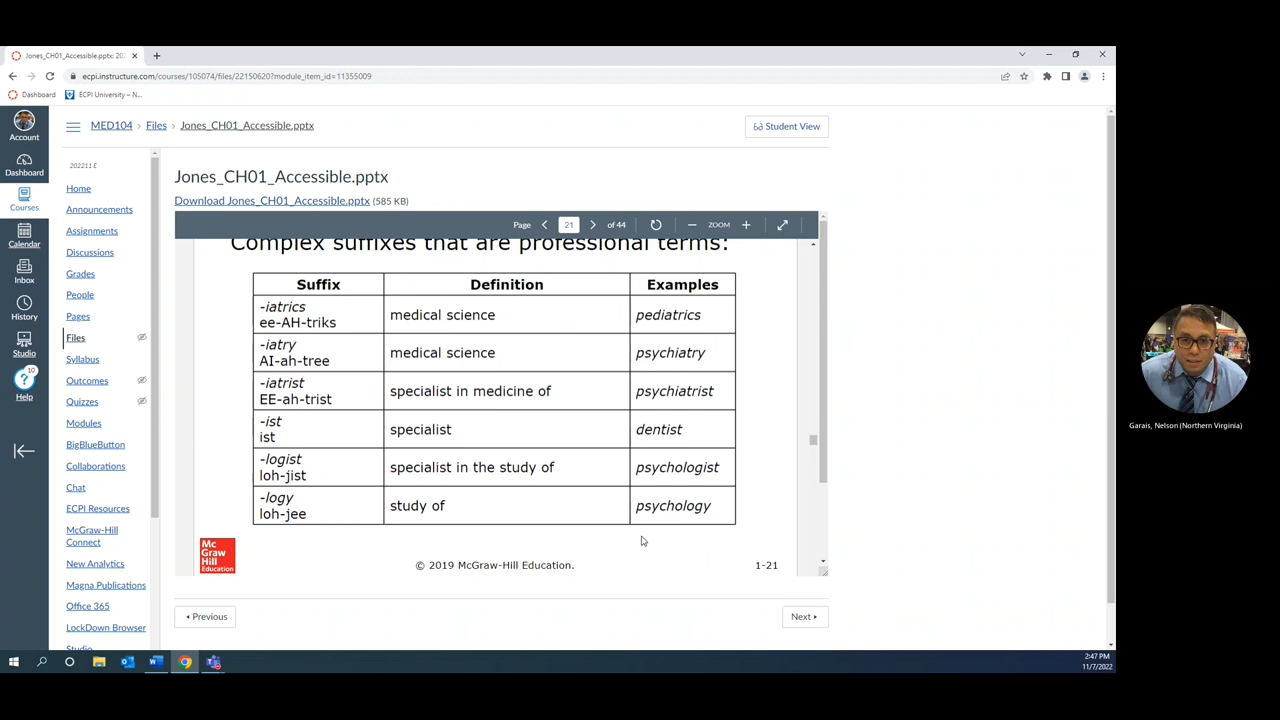 Jones_CH01_Accessible.pptx: 202
ecpi.instructure.com/courses/105074/files/22150620?module_item_id=11355009
Dashboard
ECPI University – N...
Account
Dashboard
Courses
Calendar
Inbox
History
Studio
10
Help
MED104 › Files › Jones_CH01_Accessible.pptx
Student View
202211 E
Home
Announcements
Assignments
Discussions
Grades
People
Pages
Files
Syllabus
Outcomes
Quizzes
Modules
BigBlueButton
Collaborations
Chat
ECPI Resources
McGraw-Hill
Connect
New Analytics
Magna Publications
Office 365
LockDown Browser
Studio
Jones_CH01_Accessible.pptx
Download Jones_CH01_Accessible.pptx (585 KB)
Page 21 of 44 ZOOM
Complex suffixes that are professional terms:
Suffix Definition Examples
-iatrics
ee-AH-triks
medical science
pediatrics
-iatry
AI-ah-tree
medical science
psychiatry
-iatrist
EE-ah-trist
specialist in medicine of
psychiatrist
-ist
ist
specialist
dentist
-logist
loh-jist
specialist in the study of
psychologist
-logy
loh-jee
study of
psychology
Mc
Graw
Hill
Education
© 2019 McGraw-Hill Education.
1-21
Previous
Next
Garais, Nelson (Northern Virginia)
2:47 PM
11/7/2022